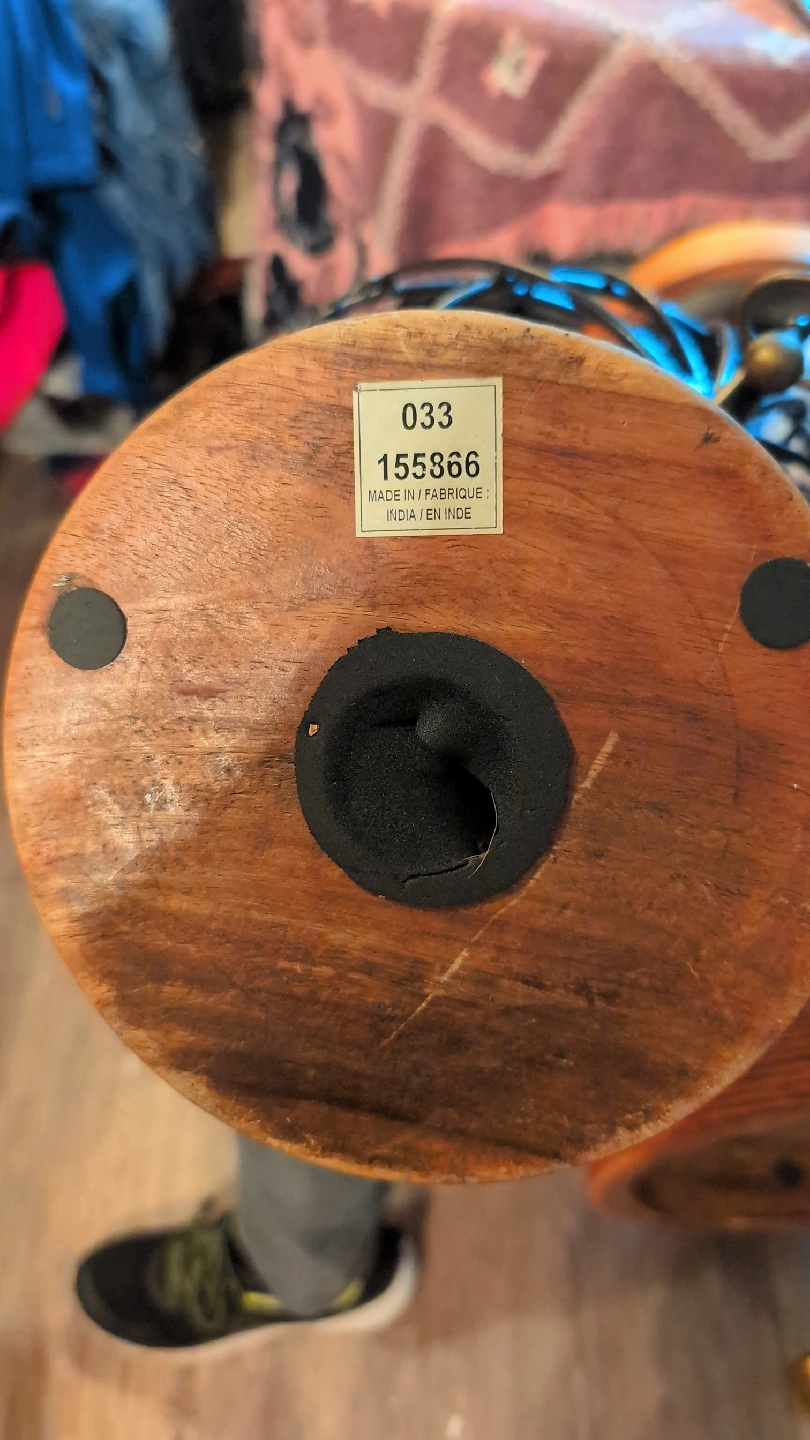 033
155866
MADE IN / FABRIQUE :
INDIA / EN INDE